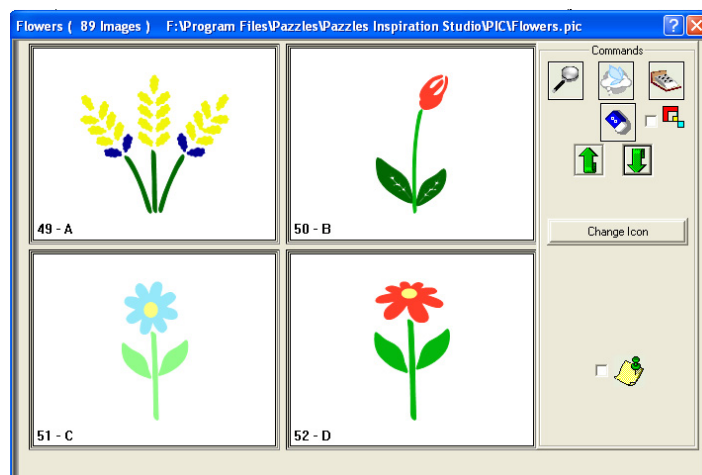 Flowers ( 89 Images )    F:\Program Files\Pazzles\Pazzles Inspiration Studio\PIC\Flowers.pic
Commands
49 - A
50 - B
Change Icon
51 - C
52 - D